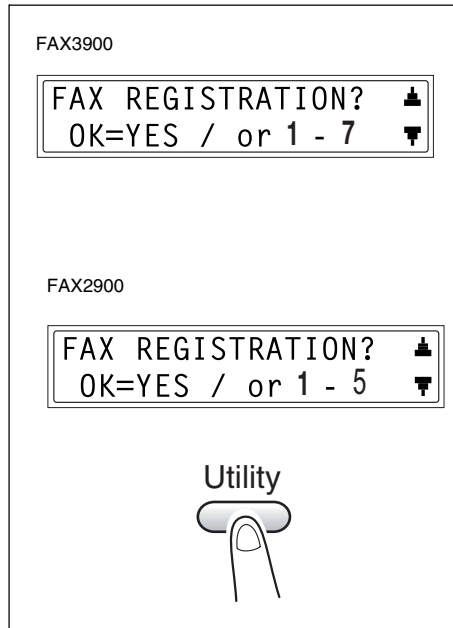 FAX3900
FAX REGISTRATION?
OK=YES / or 1 - 7
FAX2900
FAX REGISTRATION?
OK=YES / or 1 - 5
Utility